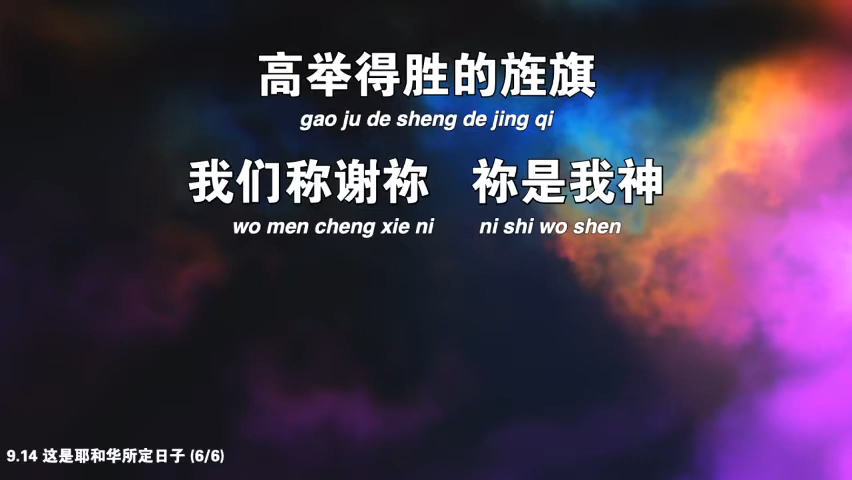 高举得胜的旌旗
gao ju de sheng de jing qi
我们称谢祢 祢是我神
wo men cheng xie ni ni shi wo shen
9.14 这是耶和华所定日子 (6/6)